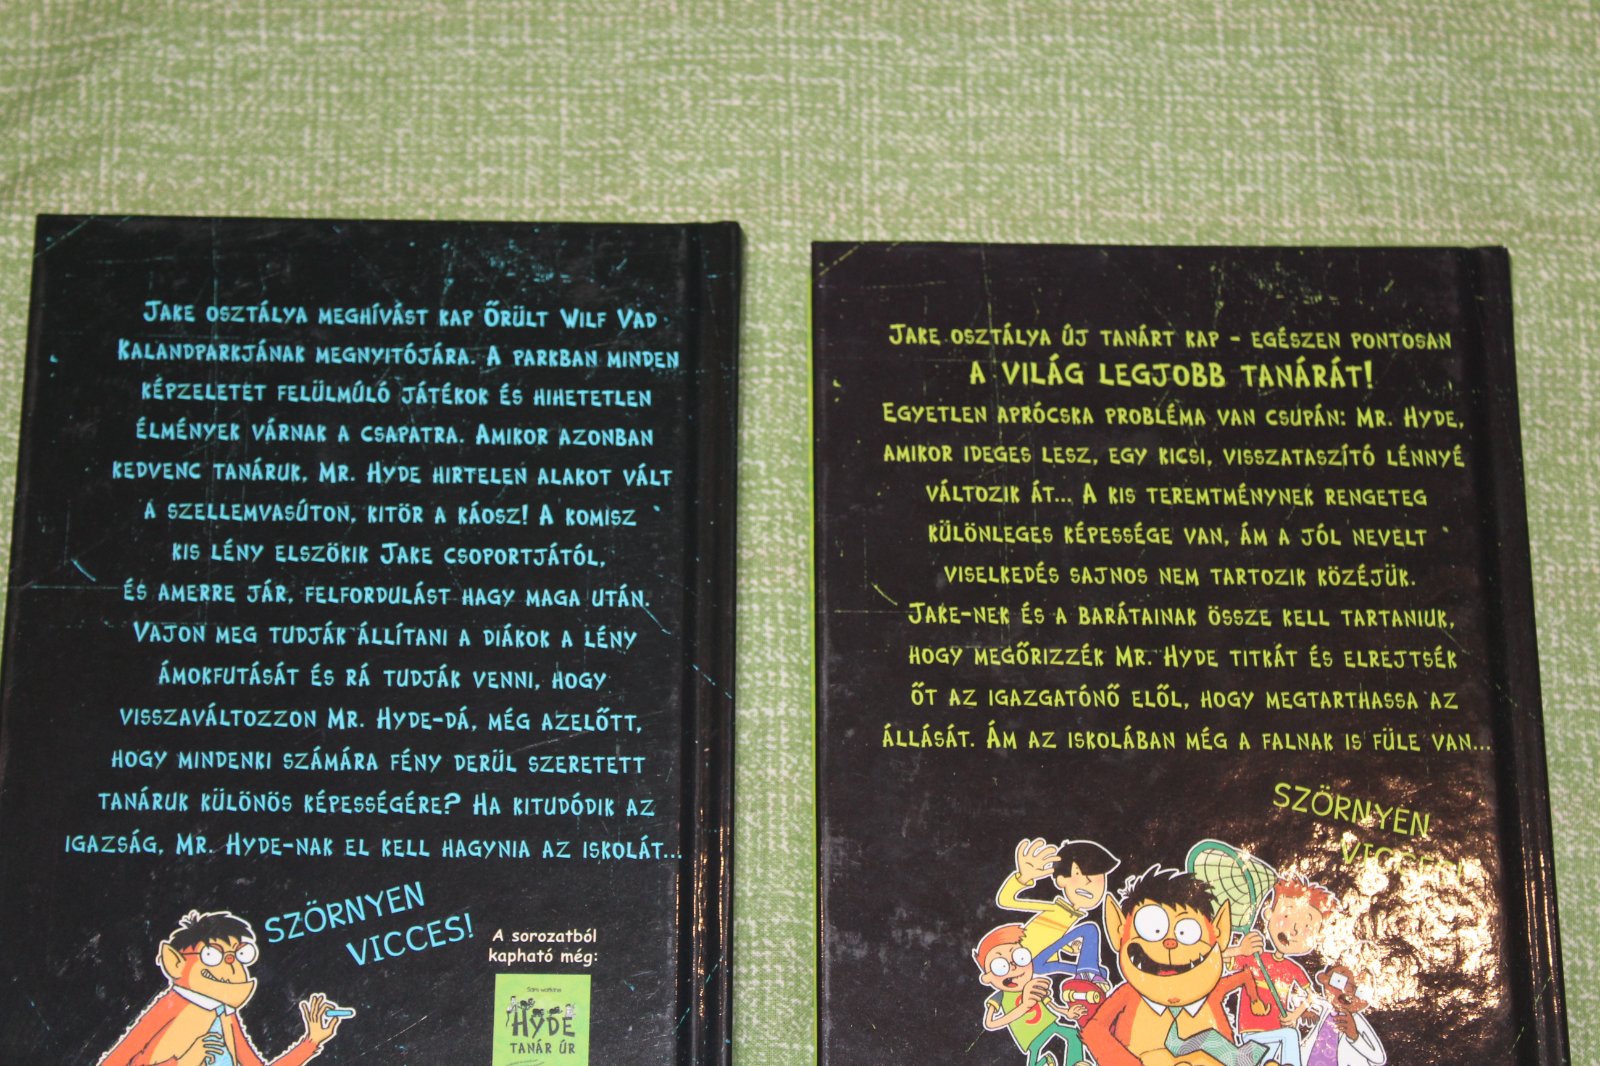 Jake osztálya meghívást kap Őrült Wilf Vad
Kalandparkjának megnyitójára. A parkban minden
képzeletet felülmúló játékok és hihetetlen
élmények várnak a csapatra. Amikor azonban
kedvenc tanáruk, Mr. Hyde hirtelen alakot vált
a szellemvasúton, kitör a káosz! A komisz
kis lény elszökik Jake csoportjától,
és amerre jár, felfordulást hagy maga után.
Vajon meg tudják állítani a diákok a lény
ámokfutását és rá tudják venni, hogy
visszaváltozzon Mr. Hyde-dá, még azelőtt,
hogy mindenki számára fény derül szeretett
tanáruk különös képességére? Ha kitudódik az
igazság, Mr. Hyde-nak el kell hagynia az iskolát...
SZÖRNYEN
VICCES!
A sorozatból
kapható még:
Sam Watkins
HYDE
TANÁR ÚR
Jake osztálya új tanárt kap – egészen pontosan
A VILÁG LEGJOBB TANÁRÁT!
Egyetlen aprócska probléma van csupán: Mr. Hyde,
amikor ideges lesz, egy kicsi, visszataszító lénnyé
változik át... A kis teremtménynek rengeteg
különleges képessége van, ám a jól nevelt
viselkedés sajnos nem tartozik közéjük.
Jake-nek és a barátainak össze kell tartaniuk,
hogy megőrizzék Mr. Hyde titkát és elrejtsék
őt az igazgatónő elől, hogy megtarthassa az
állását. Ám az iskolában még a falnak is füle van...
SZÖRNYEN
VICCES!